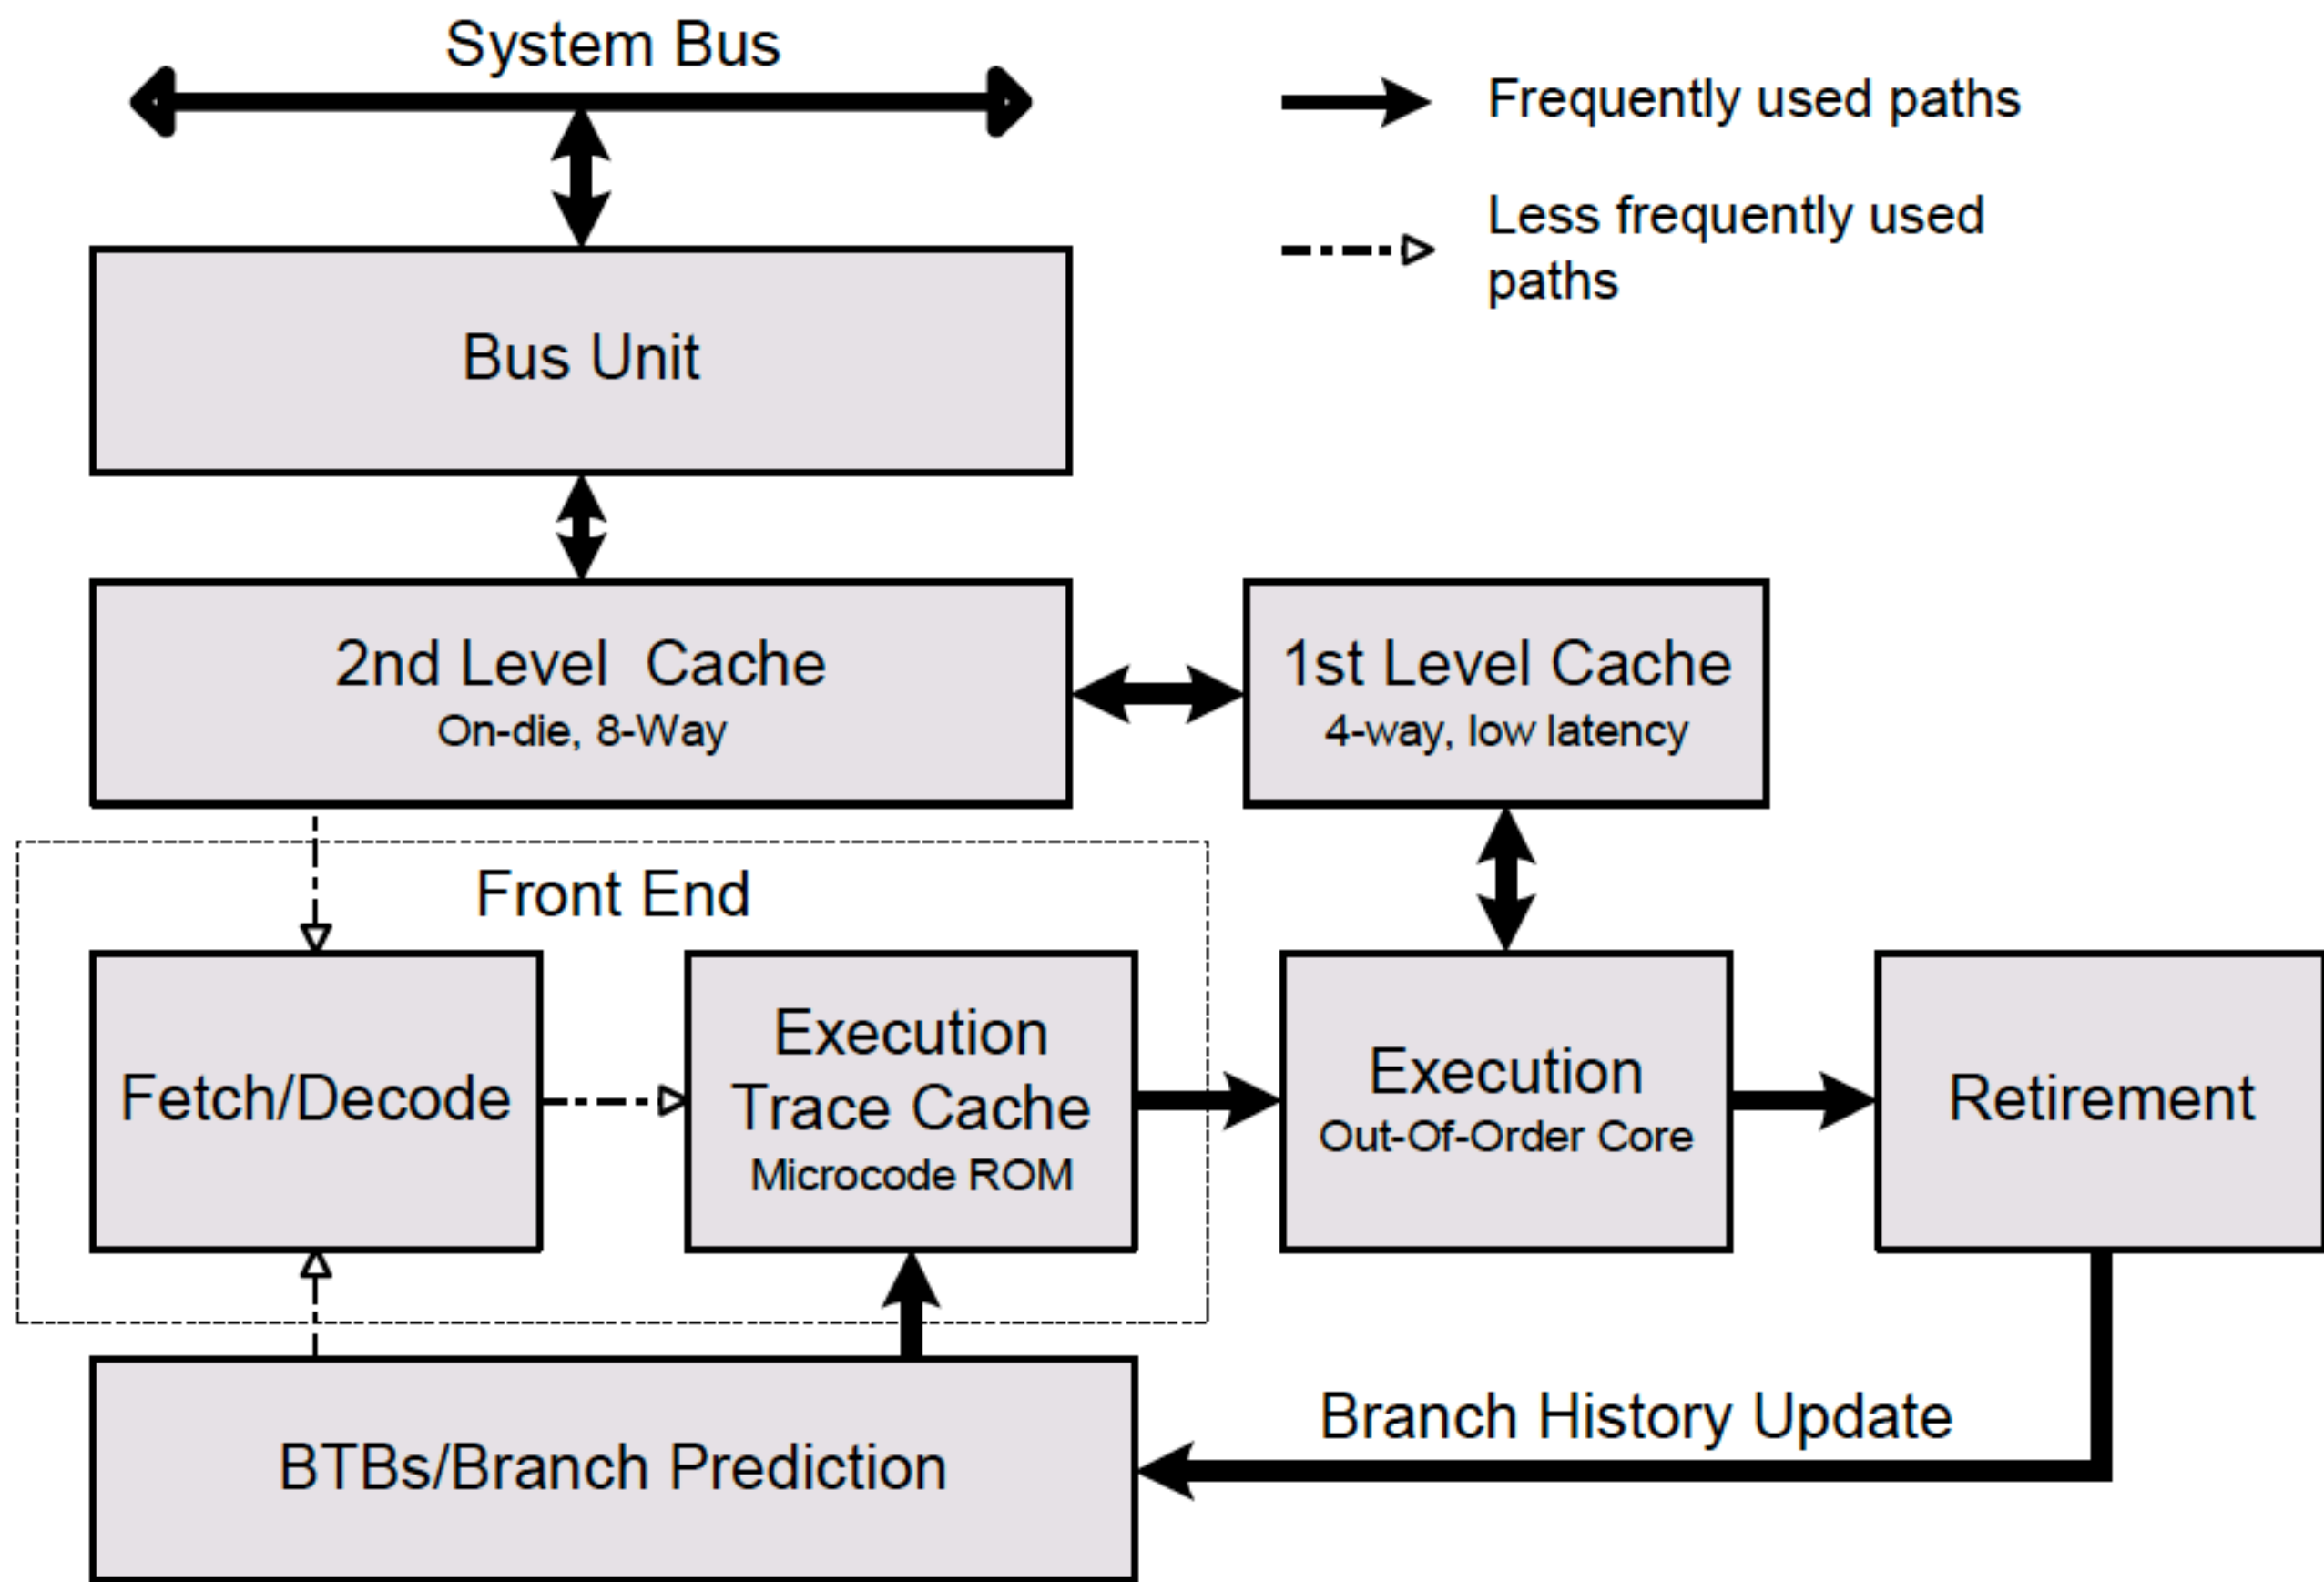 System Bus
Frequently used paths
Less frequently used
paths
Bus Unit
2nd Level Cache
On-die, 8-Way
1st Level Cache
4-way, low latency
Front End
Fetch/Decode
Execution
Trace Cache
Microcode ROM
Execution
Out-Of-Order Core
Retirement
Branch History Update
BTBs/Branch Prediction